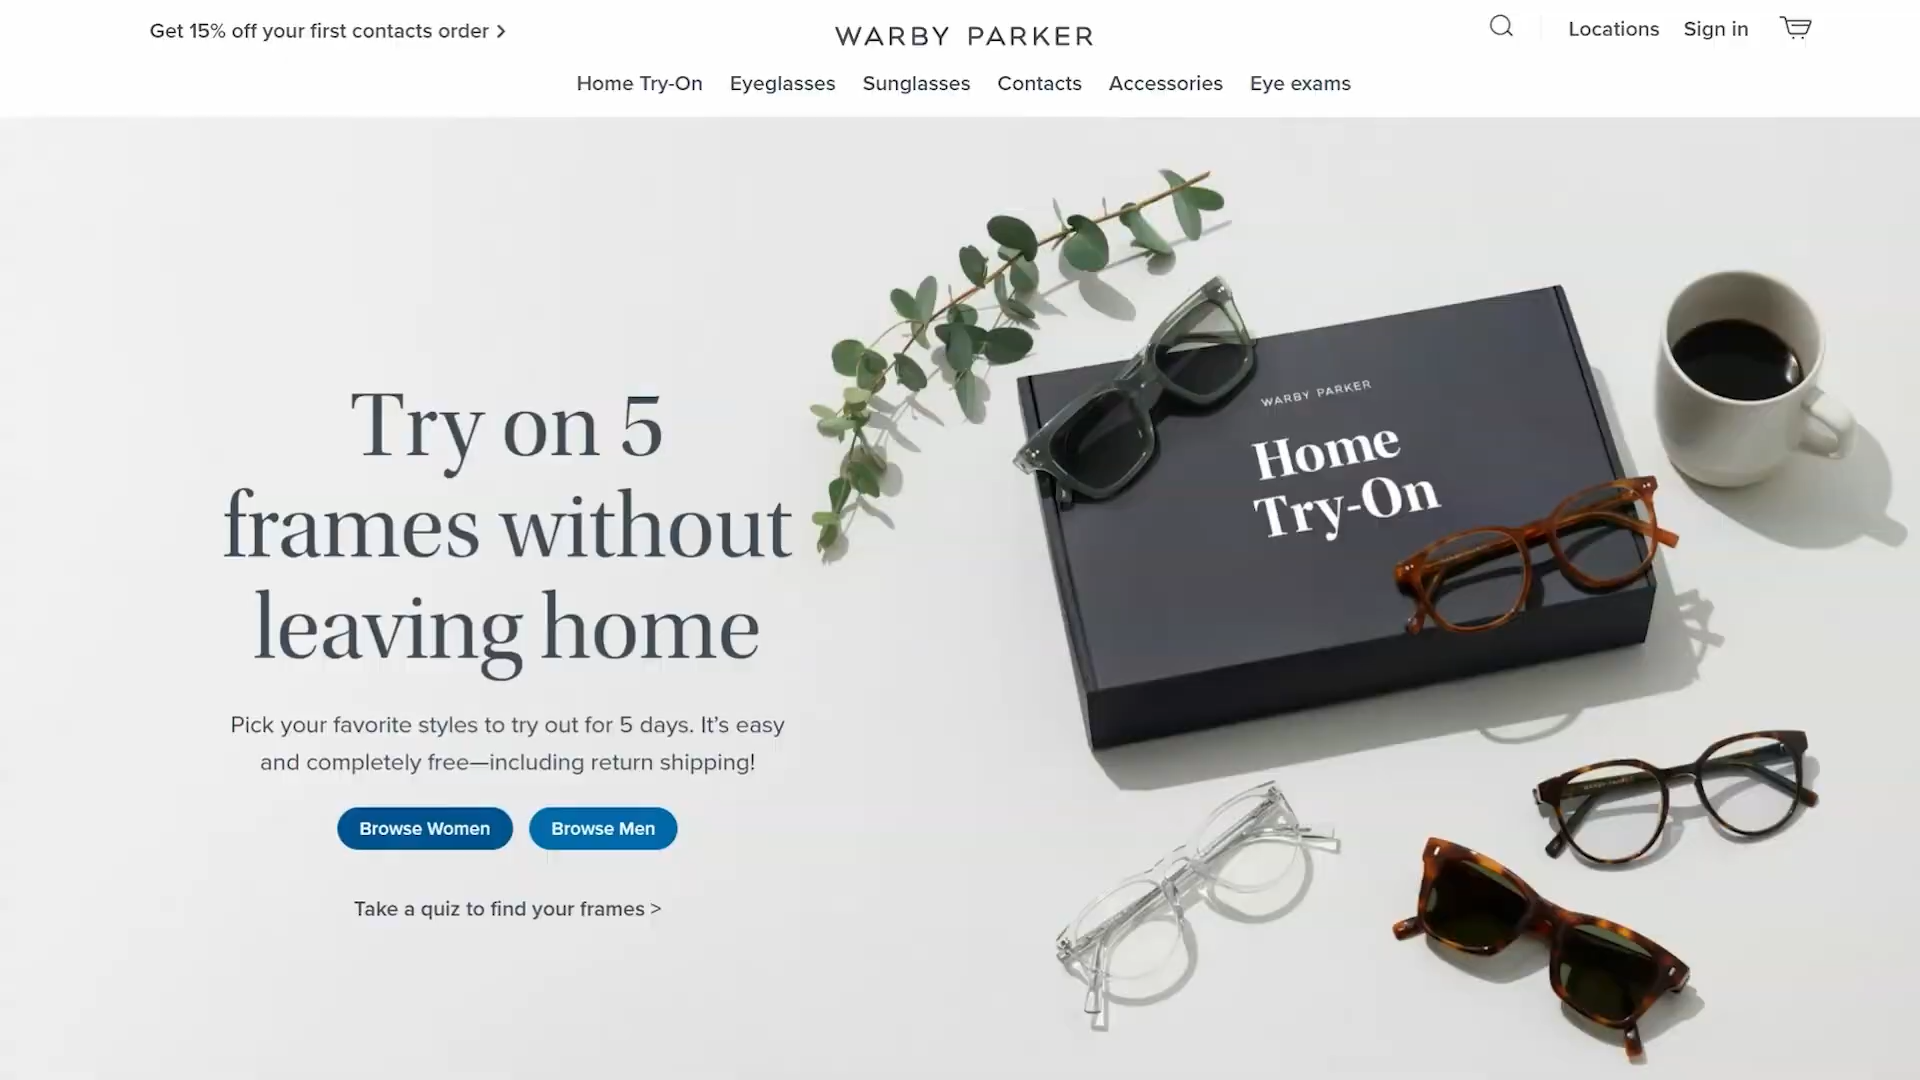 Get 15% off your first contacts order >
WARBY PARKER
Locations
Sign in
Home Try-On
Eyeglasses
Sunglasses
Contacts
Accessories
Eye exams
Try on 5
frames without
leaving home
Pick your favorite styles to try out for 5 days. It’s easy
and completely free—including return shipping!
Browse Women
Browse Men
Take a quiz to find your frames >
WARBY PARKER
Home
Try-On